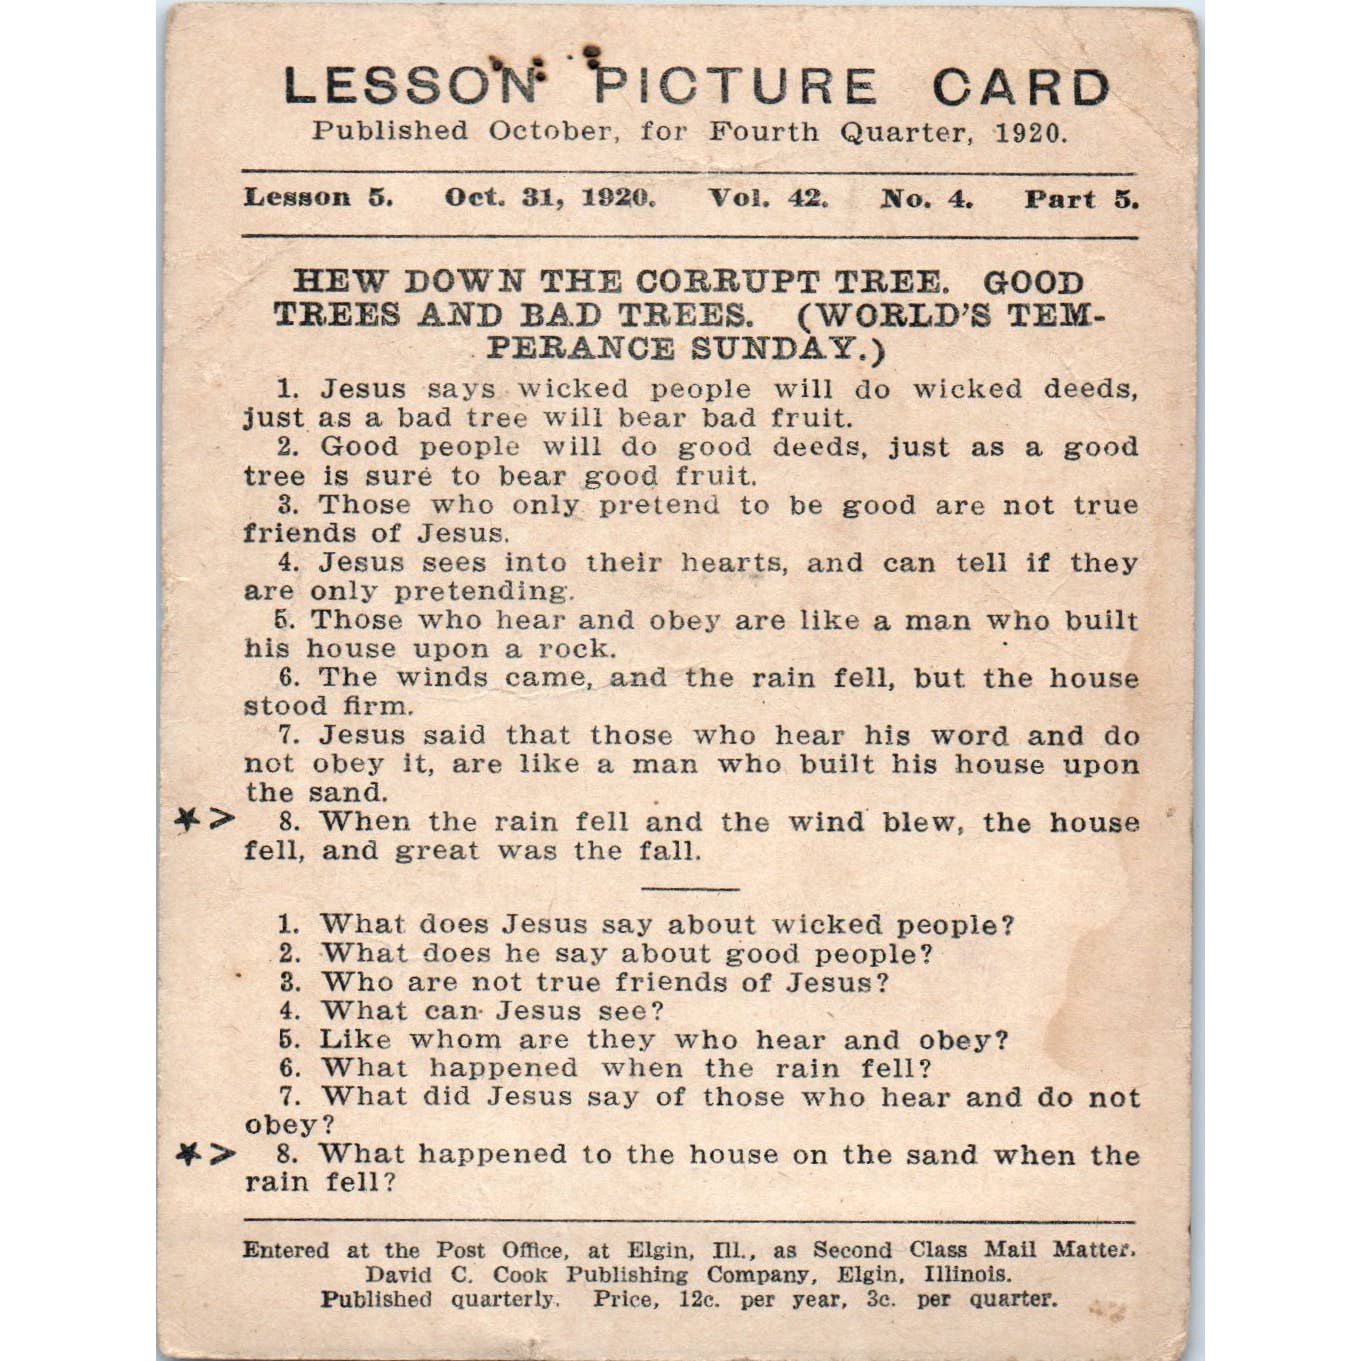 LESSON PICTURE CARD
Published October, for Fourth Quarter, 1920.
Lesson 5. Oct. 31, 1920. Vol. 42. No. 4. Part 5.
HEW DOWN THE CORRUPT TREE. GOOD
TREES AND BAD TREES. (WORLD'S TEM-
PERANCE SUNDAY.)
1. Jesus says wicked people will do wicked deeds,
just as a bad tree will bear bad fruit.
2. Good people will do good deeds, just as a good
tree is sure to bear good fruit.
3. Those who only pretend to be good are not true
friends of Jesus.
4. Jesus sees into their hearts, and can tell if they
are only pretending.
5. Those who hear and obey are like a man who built
his house upon a rock.
6. The winds came, and the rain fell, but the house
stood firm.
7. Jesus said that those who hear his word and do
not obey it, are like a man who built his house upon
the sand.
★> 8. When the rain fell and the wind blew, the house
fell, and great was the fall.
1. What does Jesus say about wicked people?
2. What does he say about good people?
3. Who are not true friends of Jesus?
4. What can Jesus see?
5. Like whom are they who hear and obey?
6. What happened when the rain fell?
7. What did Jesus say of those who hear and do not
obey?
★> 8. What happened to the house on the sand when the
rain fell?
Entered at the Post Office, at Elgin, Ill., as Second Class Mail Matter.
David C. Cook Publishing Company, Elgin, Illinois.
Published quarterly. Price, 12c. per year, 3c. per quarter.